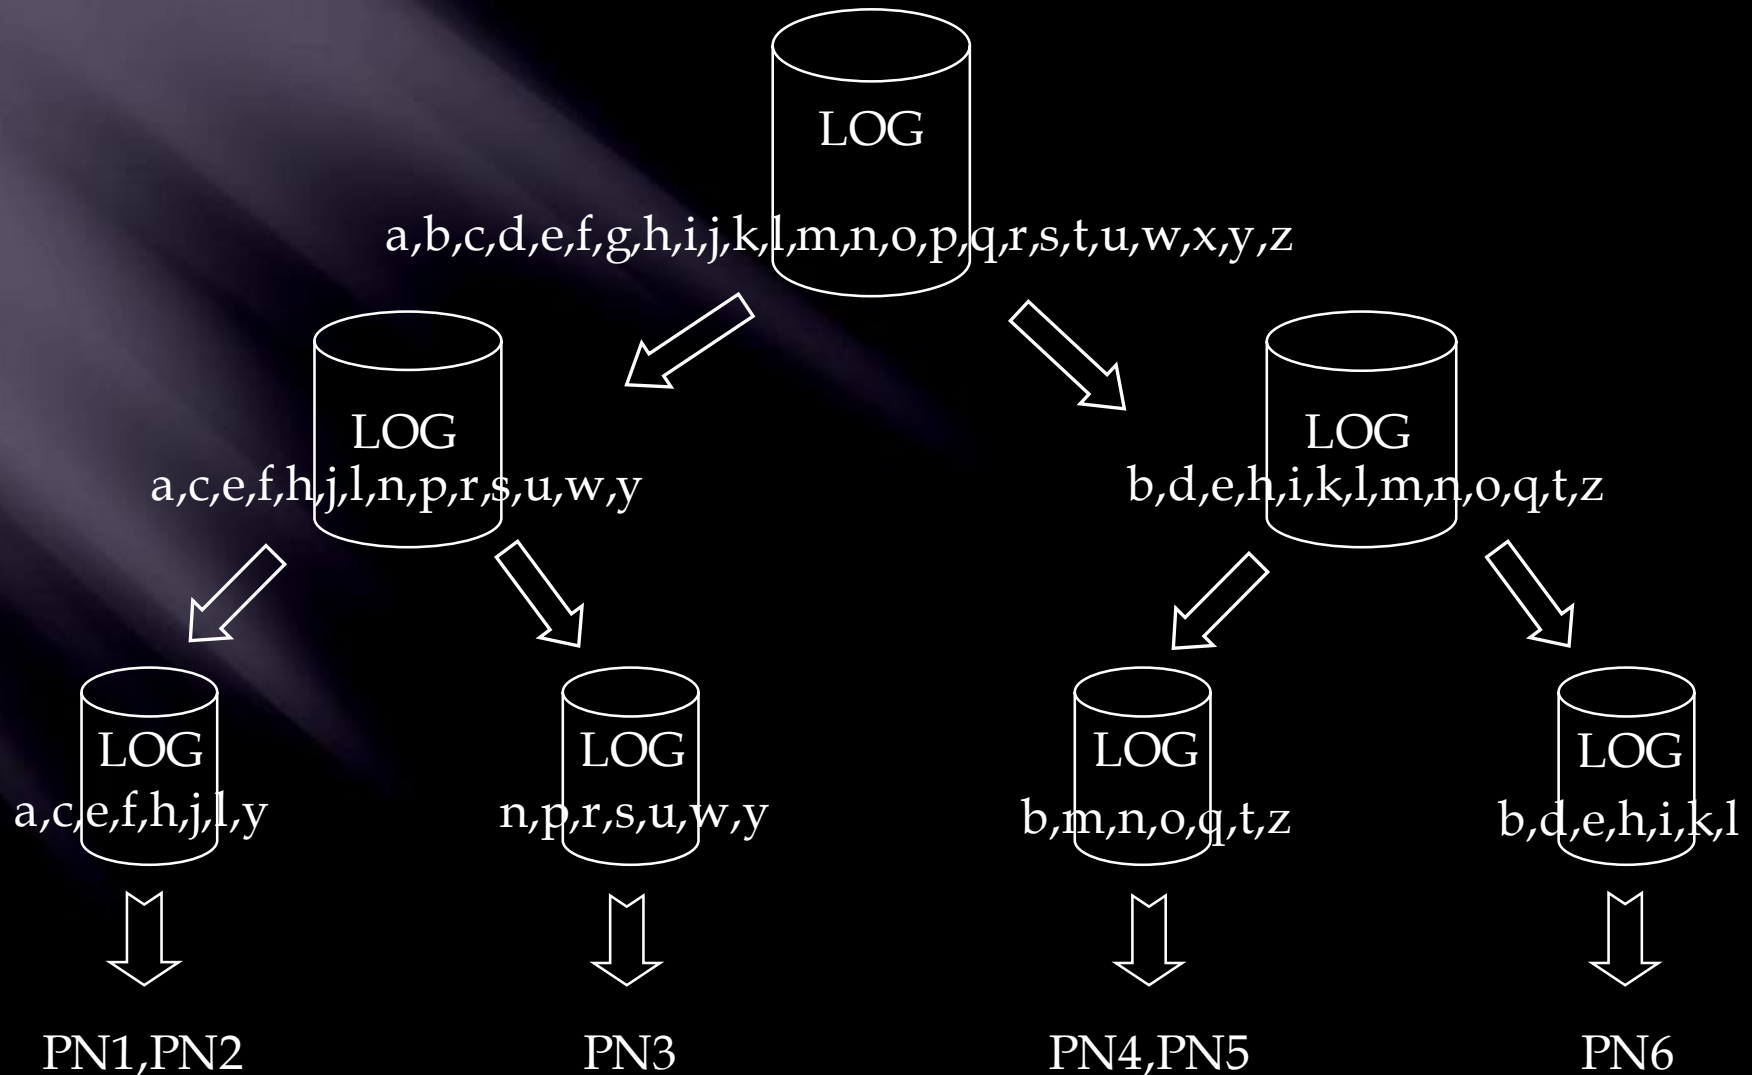 LOG
a,b,c,d,e,f,g,h,i,j,k,l,m,n,o,p,q,r,s,t,u,w,x,y,z
LOG
a,c,e,f,h,j,l,n,p,r,s,u,w,y
LOG
b,d,e,h,i,k,l,m,n,o,q,t,z
LOG
a,c,e,f,h,j,l,y
LOG
n,p,r,s,u,w,y
LOG
b,m,n,o,q,t,z
LOG
b,d,e,h,i,k,l
PN1,PN2
PN3
PN4,PN5
PN6